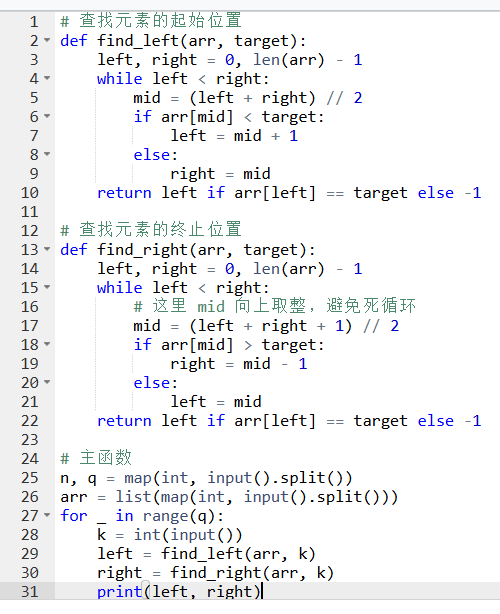 1 # 查找元素的起始位置
2 def find_left(arr, target):
3     left, right = 0, len(arr) - 1
4     while left < right:
5         mid = (left + right) // 2
6         if arr[mid] < target:
7             left = mid + 1
8         else:
9             right = mid
10     return left if arr[left] == target else -1
11
12 # 查找元素的终止位置
13 def find_right(arr, target):
14     left, right = 0, len(arr) - 1
15     while left < right:
16         # 这里 mid 向上取整，避免死循环
17         mid = (left + right + 1) // 2
18         if arr[mid] > target:
19             right = mid - 1
20         else:
21             left = mid
22     return left if arr[left] == target else -1
23
24 # 主函数
25 n, q = map(int, input().split())
26 arr = list(map(int, input().split()))
27 for _ in range(q):
28     k = int(input())
29     left = find_left(arr, k)
30     right = find_right(arr, k)
31     print(left, right)